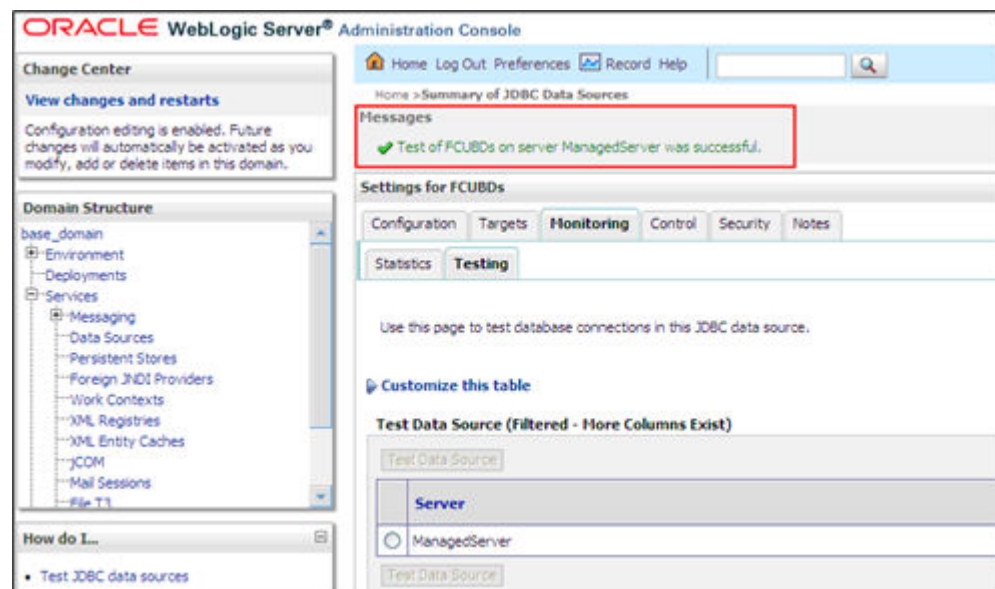 ORACLE WebLogic Server® Administration Console
Change Center
View changes and restarts
Configuration editing is enabled. Future
changes will automatically be activated as you
modify, add or delete items in this domain.
Domain Structure
base_domain
Environment
Deployments
Services
Messaging
Data Sources
Persistent Stores
Foreign JNDI Providers
Work Contexts
XML Registries
XML Entity Caches
jCOM
Mail Sessions
File T3
How do I...
Test JDBC data sources
Home Log Out Preferences Record Help
Home >Summary of JDBC Data Sources
Messages
Test of FCUBDs on server ManagedServer was successful.
Settings for FCUBDs
Configuration Targets Monitoring Control Security Notes
Statistics Testing
Use this page to test database connections in this JDBC data source.
Customize this table
Test Data Source (Filtered - More Columns Exist)
Test Data Source
Server
ManagedServer
Test Data Source